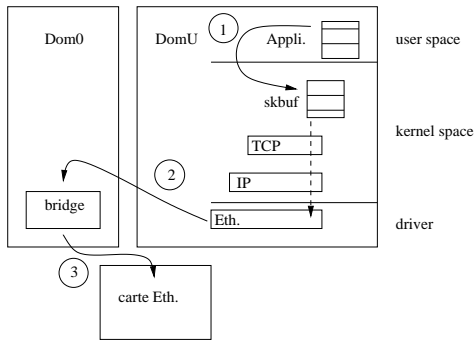 Dom0
DomU
1
Appli.
user space
skbuf
kernel space
TCP
2
IP
bridge
Eth.
driver
3
carte Eth.